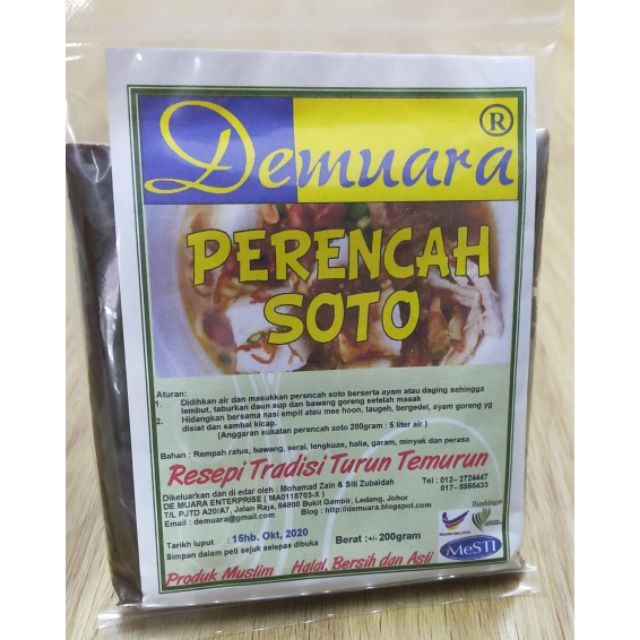 Demuara ®
PERENCAH
SOTO
Aturan:
1. Didihkan air dan masukkan perencah soto berserta ayam atau daging sehingga
lembut, taburkan daun sup dan bawang goreng setelah masak
2. Hidangkan bersama nasi empit atau mee hoon, taugeh, bergedel, ayam goreng yg
disiat dan sambal kicap.
(Anggaran sukatan perencah soto 200gram : 5 liter air )
Bahan : Rempah ratus, bawang, serai, lengkuas, halia, garam, minyak dan perasa
Resepi Tradisi Turun Temurun
Dikeluarkan dan di edar oleh : Mohamad Zain & Siti Zubaidah
DE MUARA ENTERPRISE ( MA0118703-X )
T/L PJTD A20/A7, Jalan Raja, 84800 Bukit Gambir, Ledang, Johor
Email : demuara@gmail.com Blog : http://demuara.blogspot.com
Tel : 012- 2724447
017-
Bimbingan
Tarikh luput : 15hb. Okt, 2020 Berat :+/- 200gram
Simpan dalam peti sejuk selepas dibuka
MeSTI
Produk Muslim Halal, Bersih dan Asli